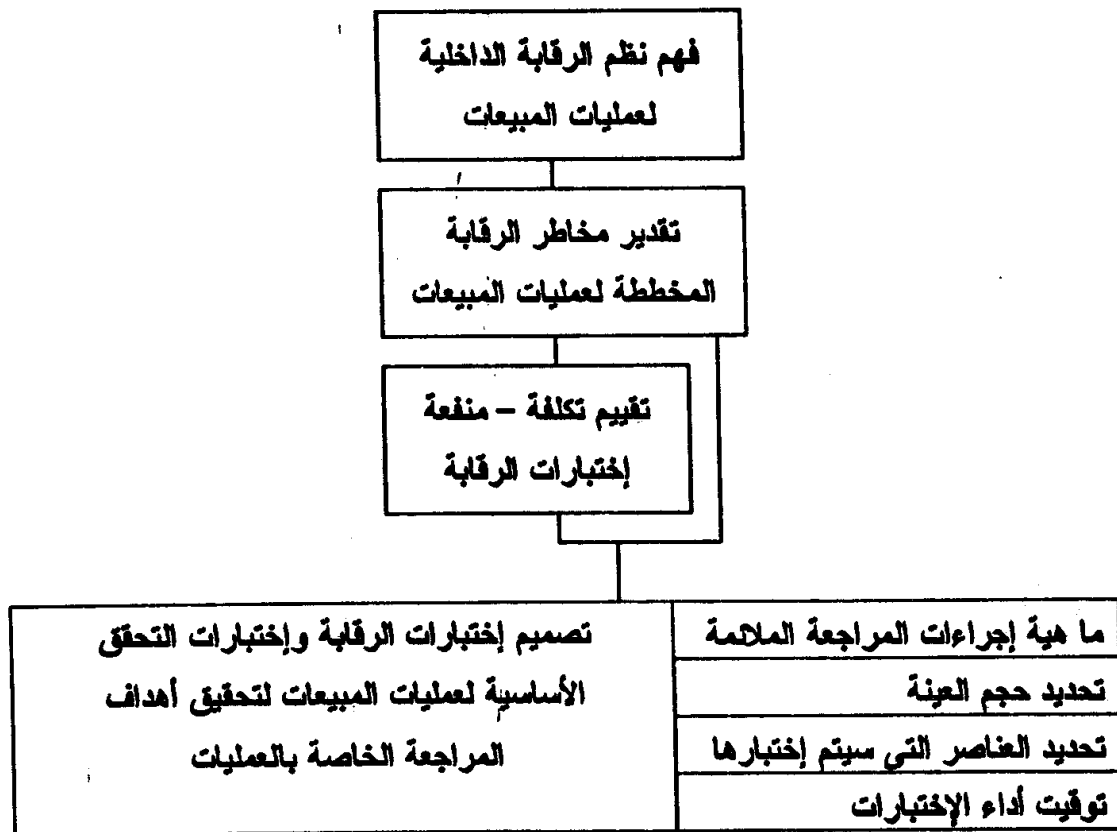 فهم نظم الرقابة الداخلية
لعمليات المبيعات
تقدير مخاطر الرقابة
المخططة لعمليات المبيعات
تقييم تكلفة – منفعة
إختبارات الرقابة
ما هية إجراءات المراجعة الملائمة
تحديد حجم العينة
تحديد العناصر التي سيتم إختبارها
توقيت أداء الإختبارات
تصميم إختبارات الرقابة وإختبارات التحقق
الأساسية لعمليات المبيعات لتحقيق أهداف
المراجعة الخاصة بالعمليات